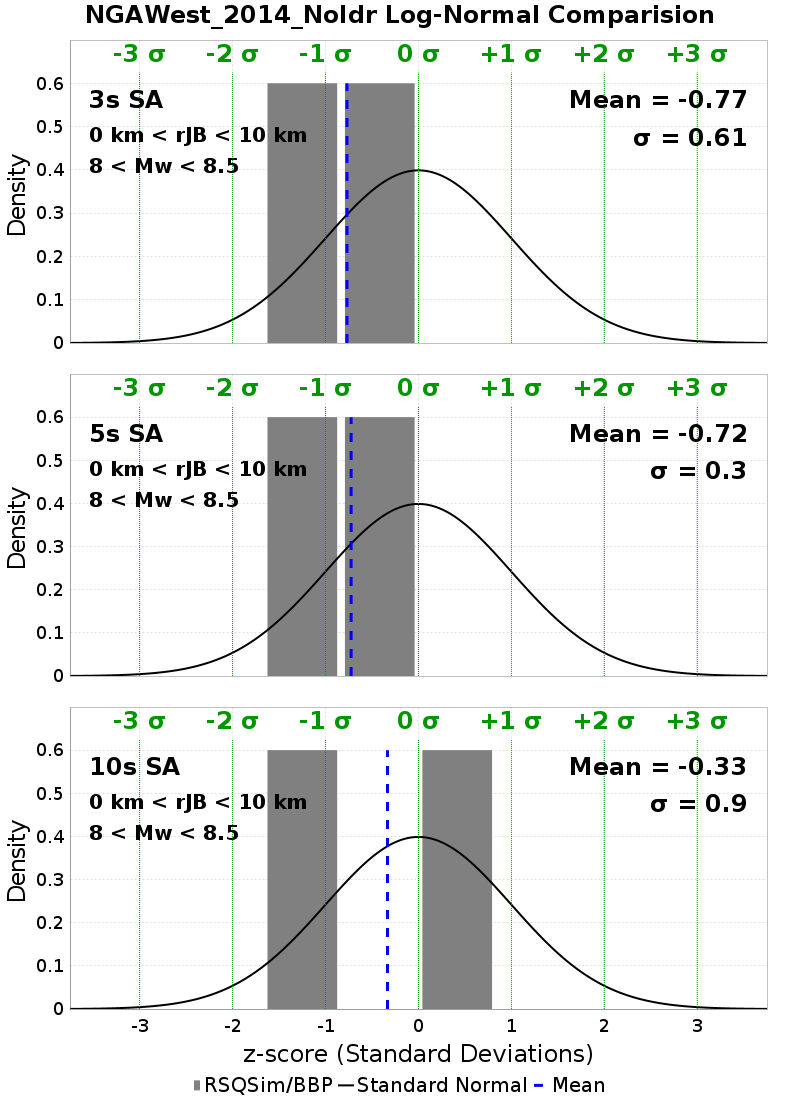 NGAWest_2014_NoIdr Log-Normal Comparision
-3 σ -2 σ -1 σ 0 σ +1 σ +2 σ +3 σ
3s SA
0 km < rJB < 10 km
8 < Mw < 8.5
Mean = -0.77
σ = 0.61
Density
0.6
0.5
0.4
0.3
0.2
0.1
0
-3 σ -2 σ -1 σ 0 σ +1 σ +2 σ +3 σ
5s SA
0 km < rJB < 10 km
8 < Mw < 8.5
Mean = -0.72
σ = 0.3
Density
0.6
0.5
0.4
0.3
0.2
0.1
0
-3 σ -2 σ -1 σ 0 σ +1 σ +2 σ +3 σ
10s SA
0 km < rJB < 10 km
8 < Mw < 8.5
Mean = -0.33
σ = 0.9
Density
0.6
0.5
0.4
0.3
0.2
0.1
0
-3 -2 -1 0 1 2 3
z-score (Standard Deviations)
RSQSim/BBP Standard Normal Mean